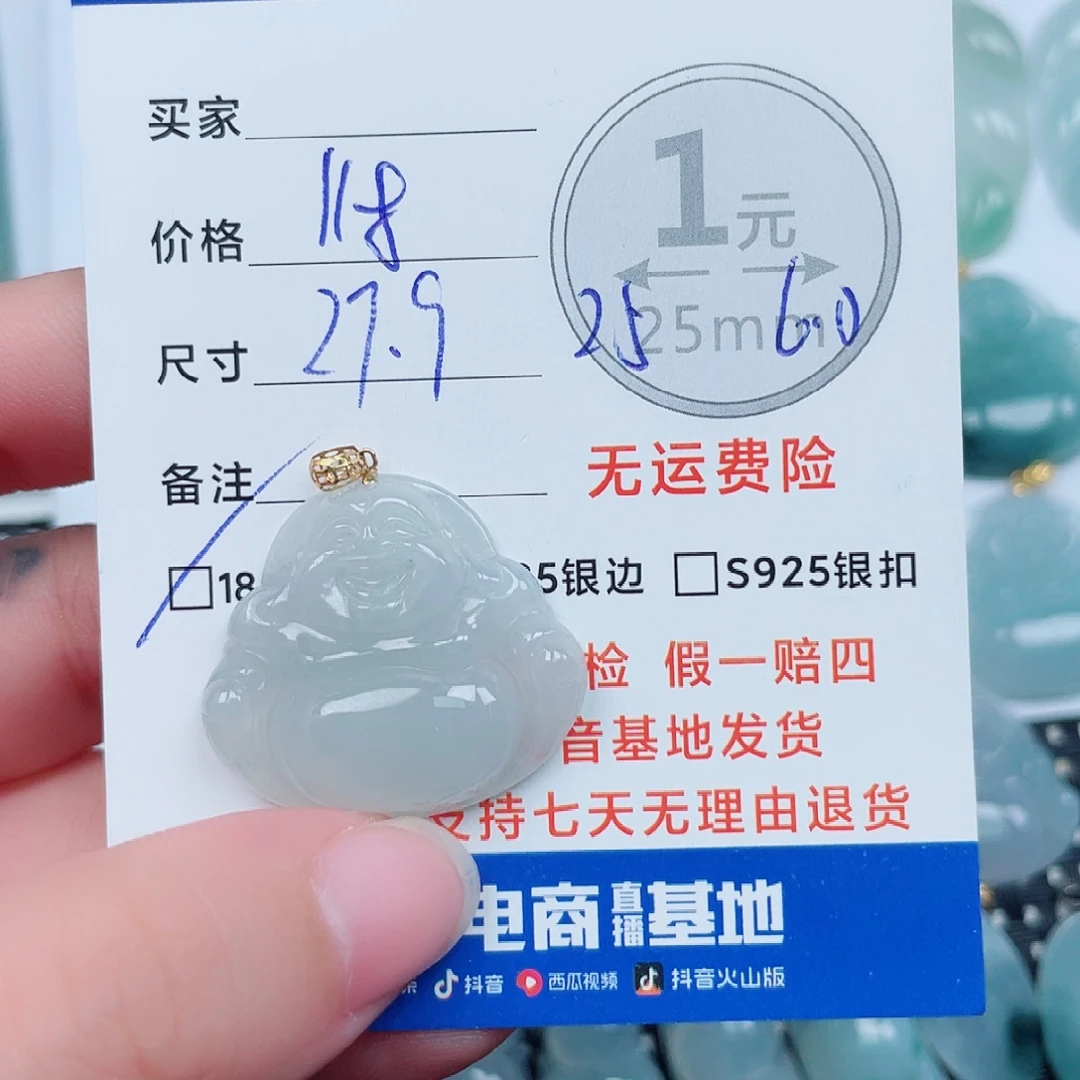 买家
1元
价格 118
25mm
尺寸 27.9 25 6.0
备注
无运费险
18 5银边 S925银扣
检 假一赔四
音基地发货
支持七天无理由退货
电商直播基地
抖音 西瓜视频 抖音火山版